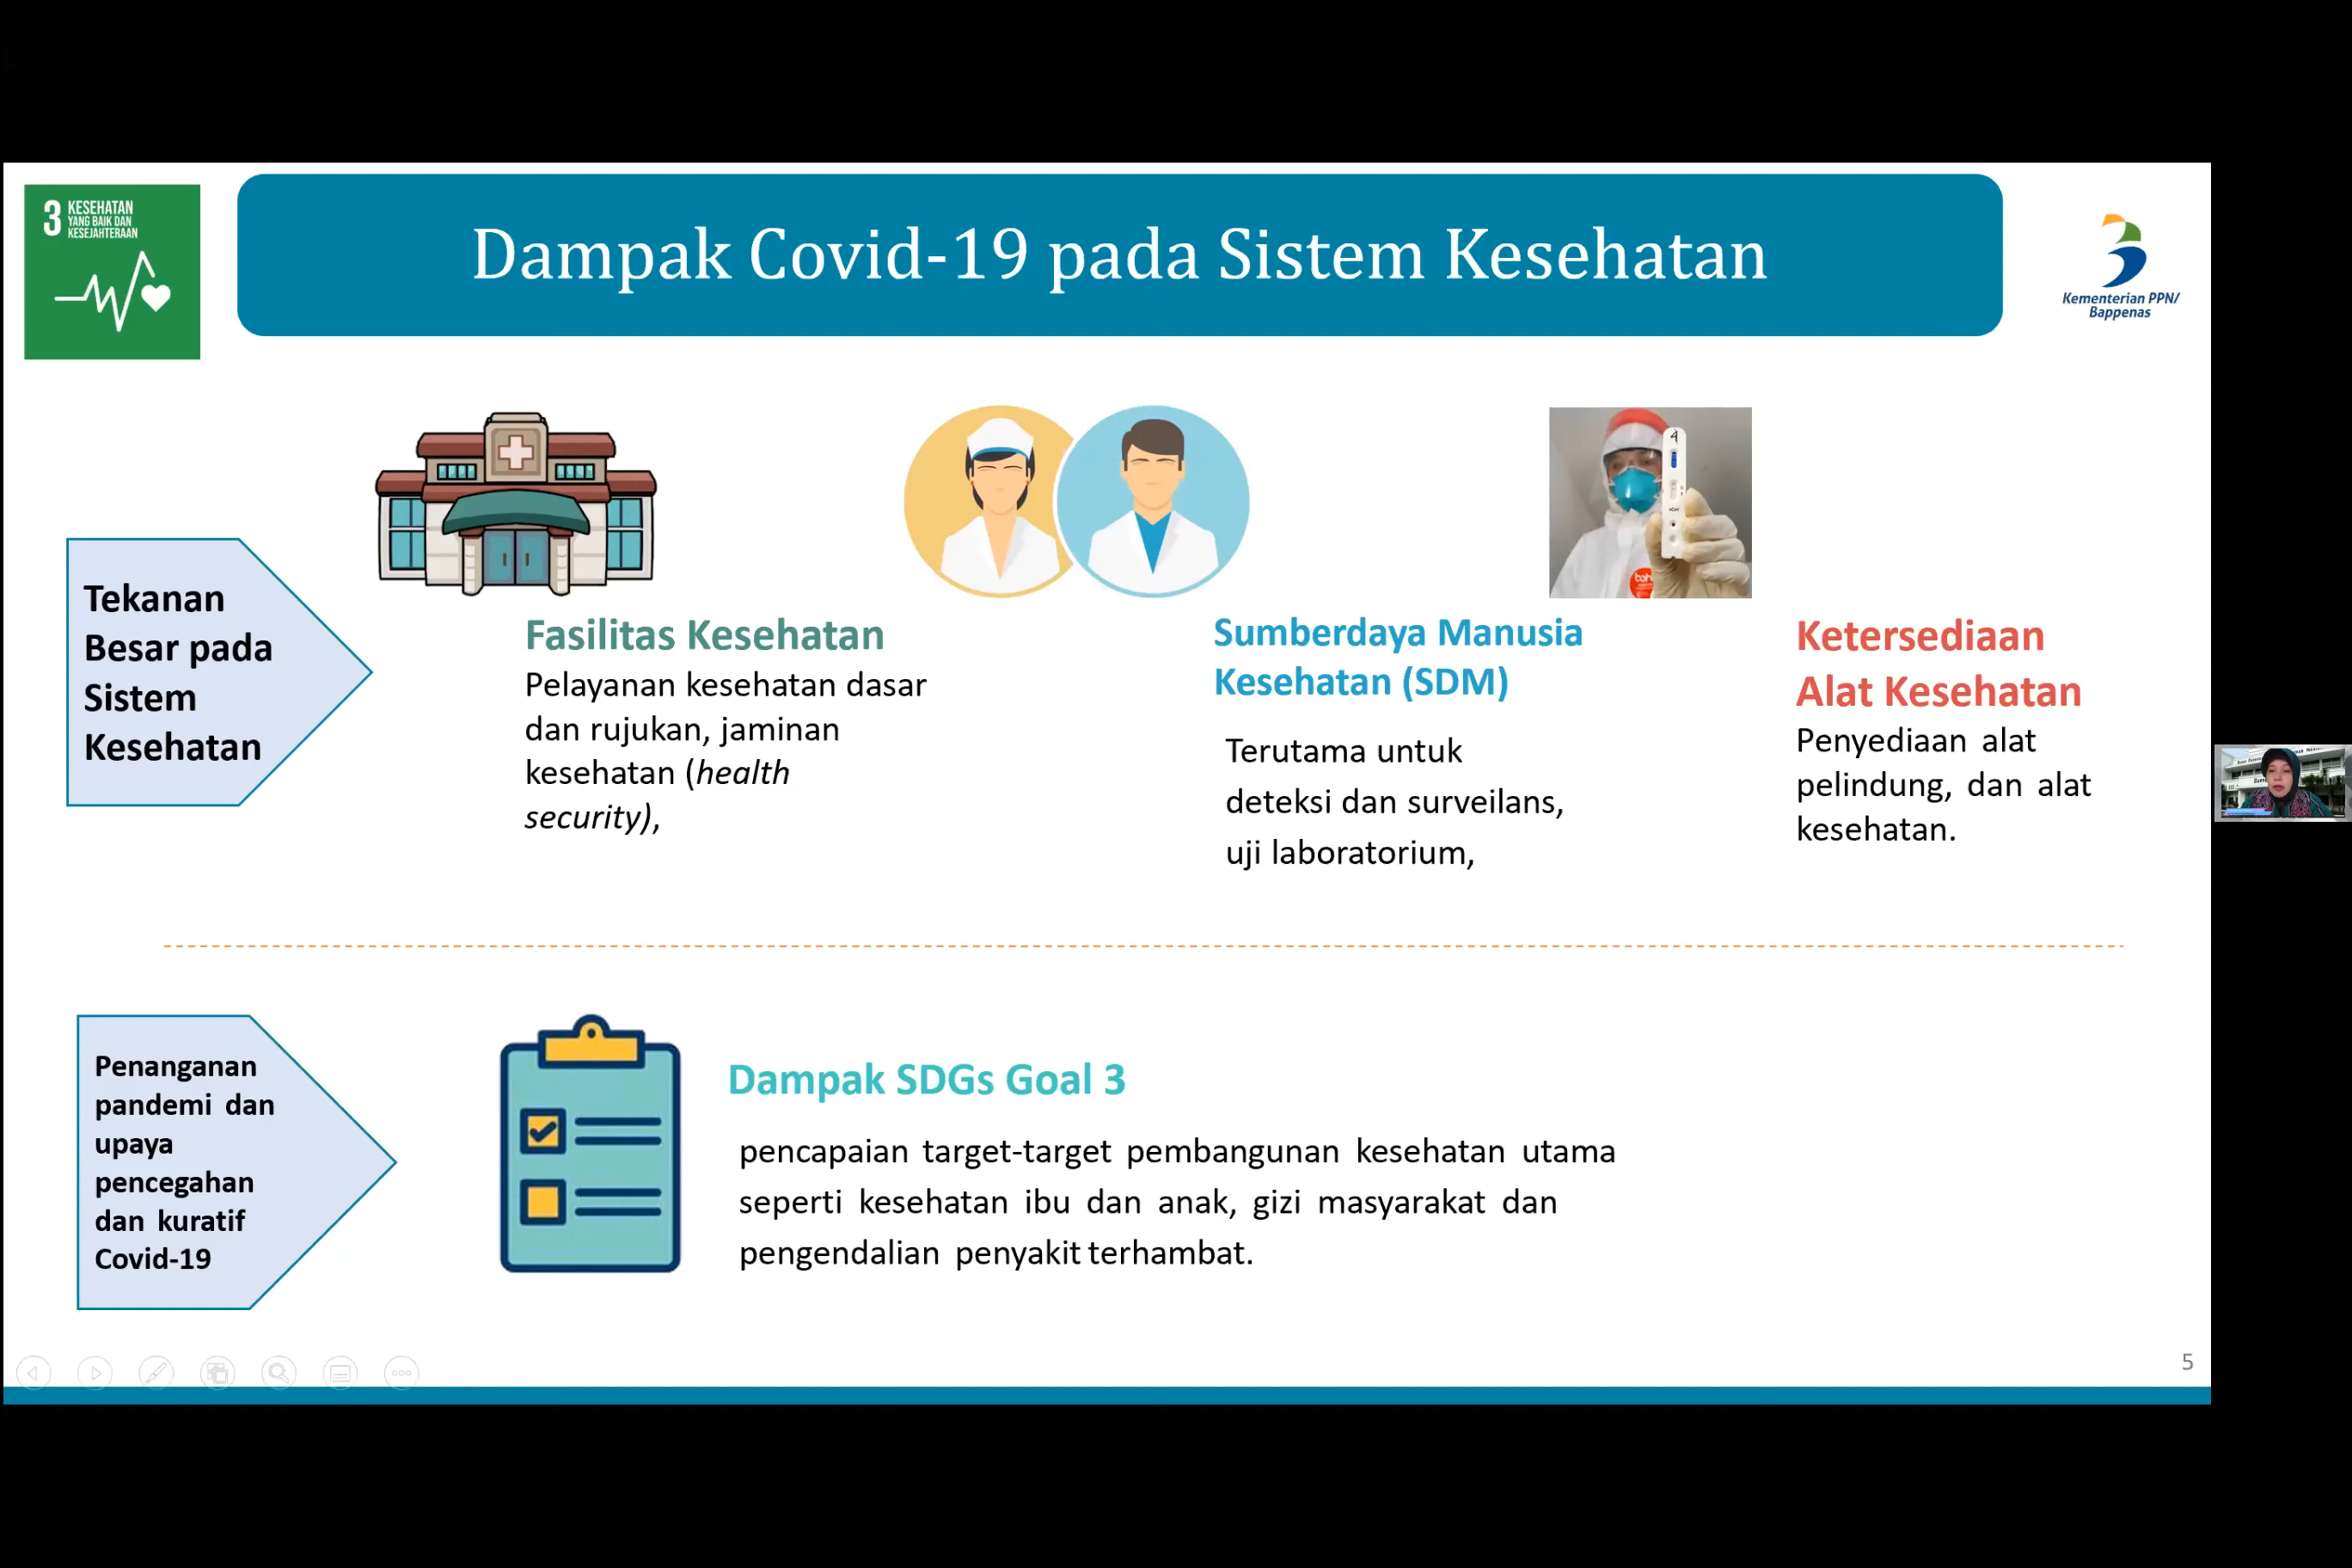 3 KESEHATAN
YANG BAIK DAN
KESEJAHTERAAN
Dampak Covid-19 pada Sistem Kesehatan
Kementerian PPN/
Bappenas
Tekanan
Besar pada
Sistem
Kesehatan
Fasilitas Kesehatan
Pelayanan kesehatan dasar
dan rujukan, jaminan
kesehatan (health
security),
Sumberdaya Manusia
Kesehatan (SDM)
Terutama untuk
deteksi dan surveilans,
uji laboratorium,
4
Ketersediaan
Alat Kesehatan
Penyediaan alat
pelindung, dan alat
kesehatan.
Penanganan
pandemi dan
upaya
pencegahan
dan kuratif
Covid-19
Dampak SDGs Goal 3
pencapaian target-target pembangunan kesehatan utama
seperti kesehatan ibu dan anak, gizi masyarakat dan
pengendalian penyakit terhambat.
5